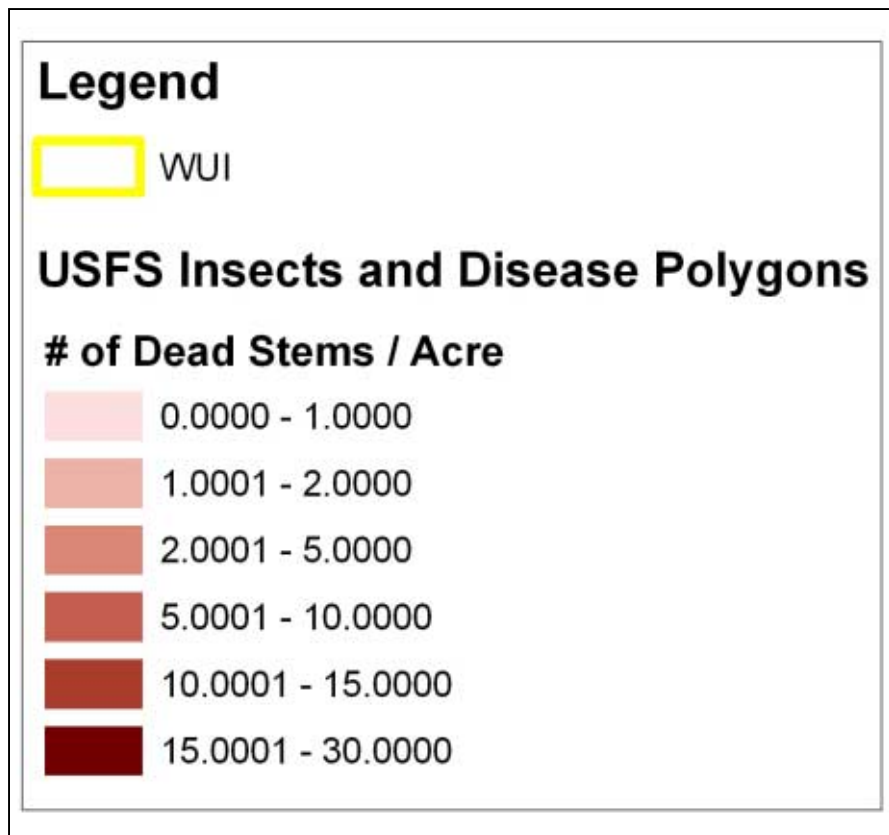 Legend
WUI
USFS Insects and Disease Polygons
# of Dead Stems / Acre
0.0000 - 1.0000
1.0001 - 2.0000
2.0001 - 5.0000
5.0001 - 10.0000
10.0001 - 15.0000
15.0001 - 30.0000